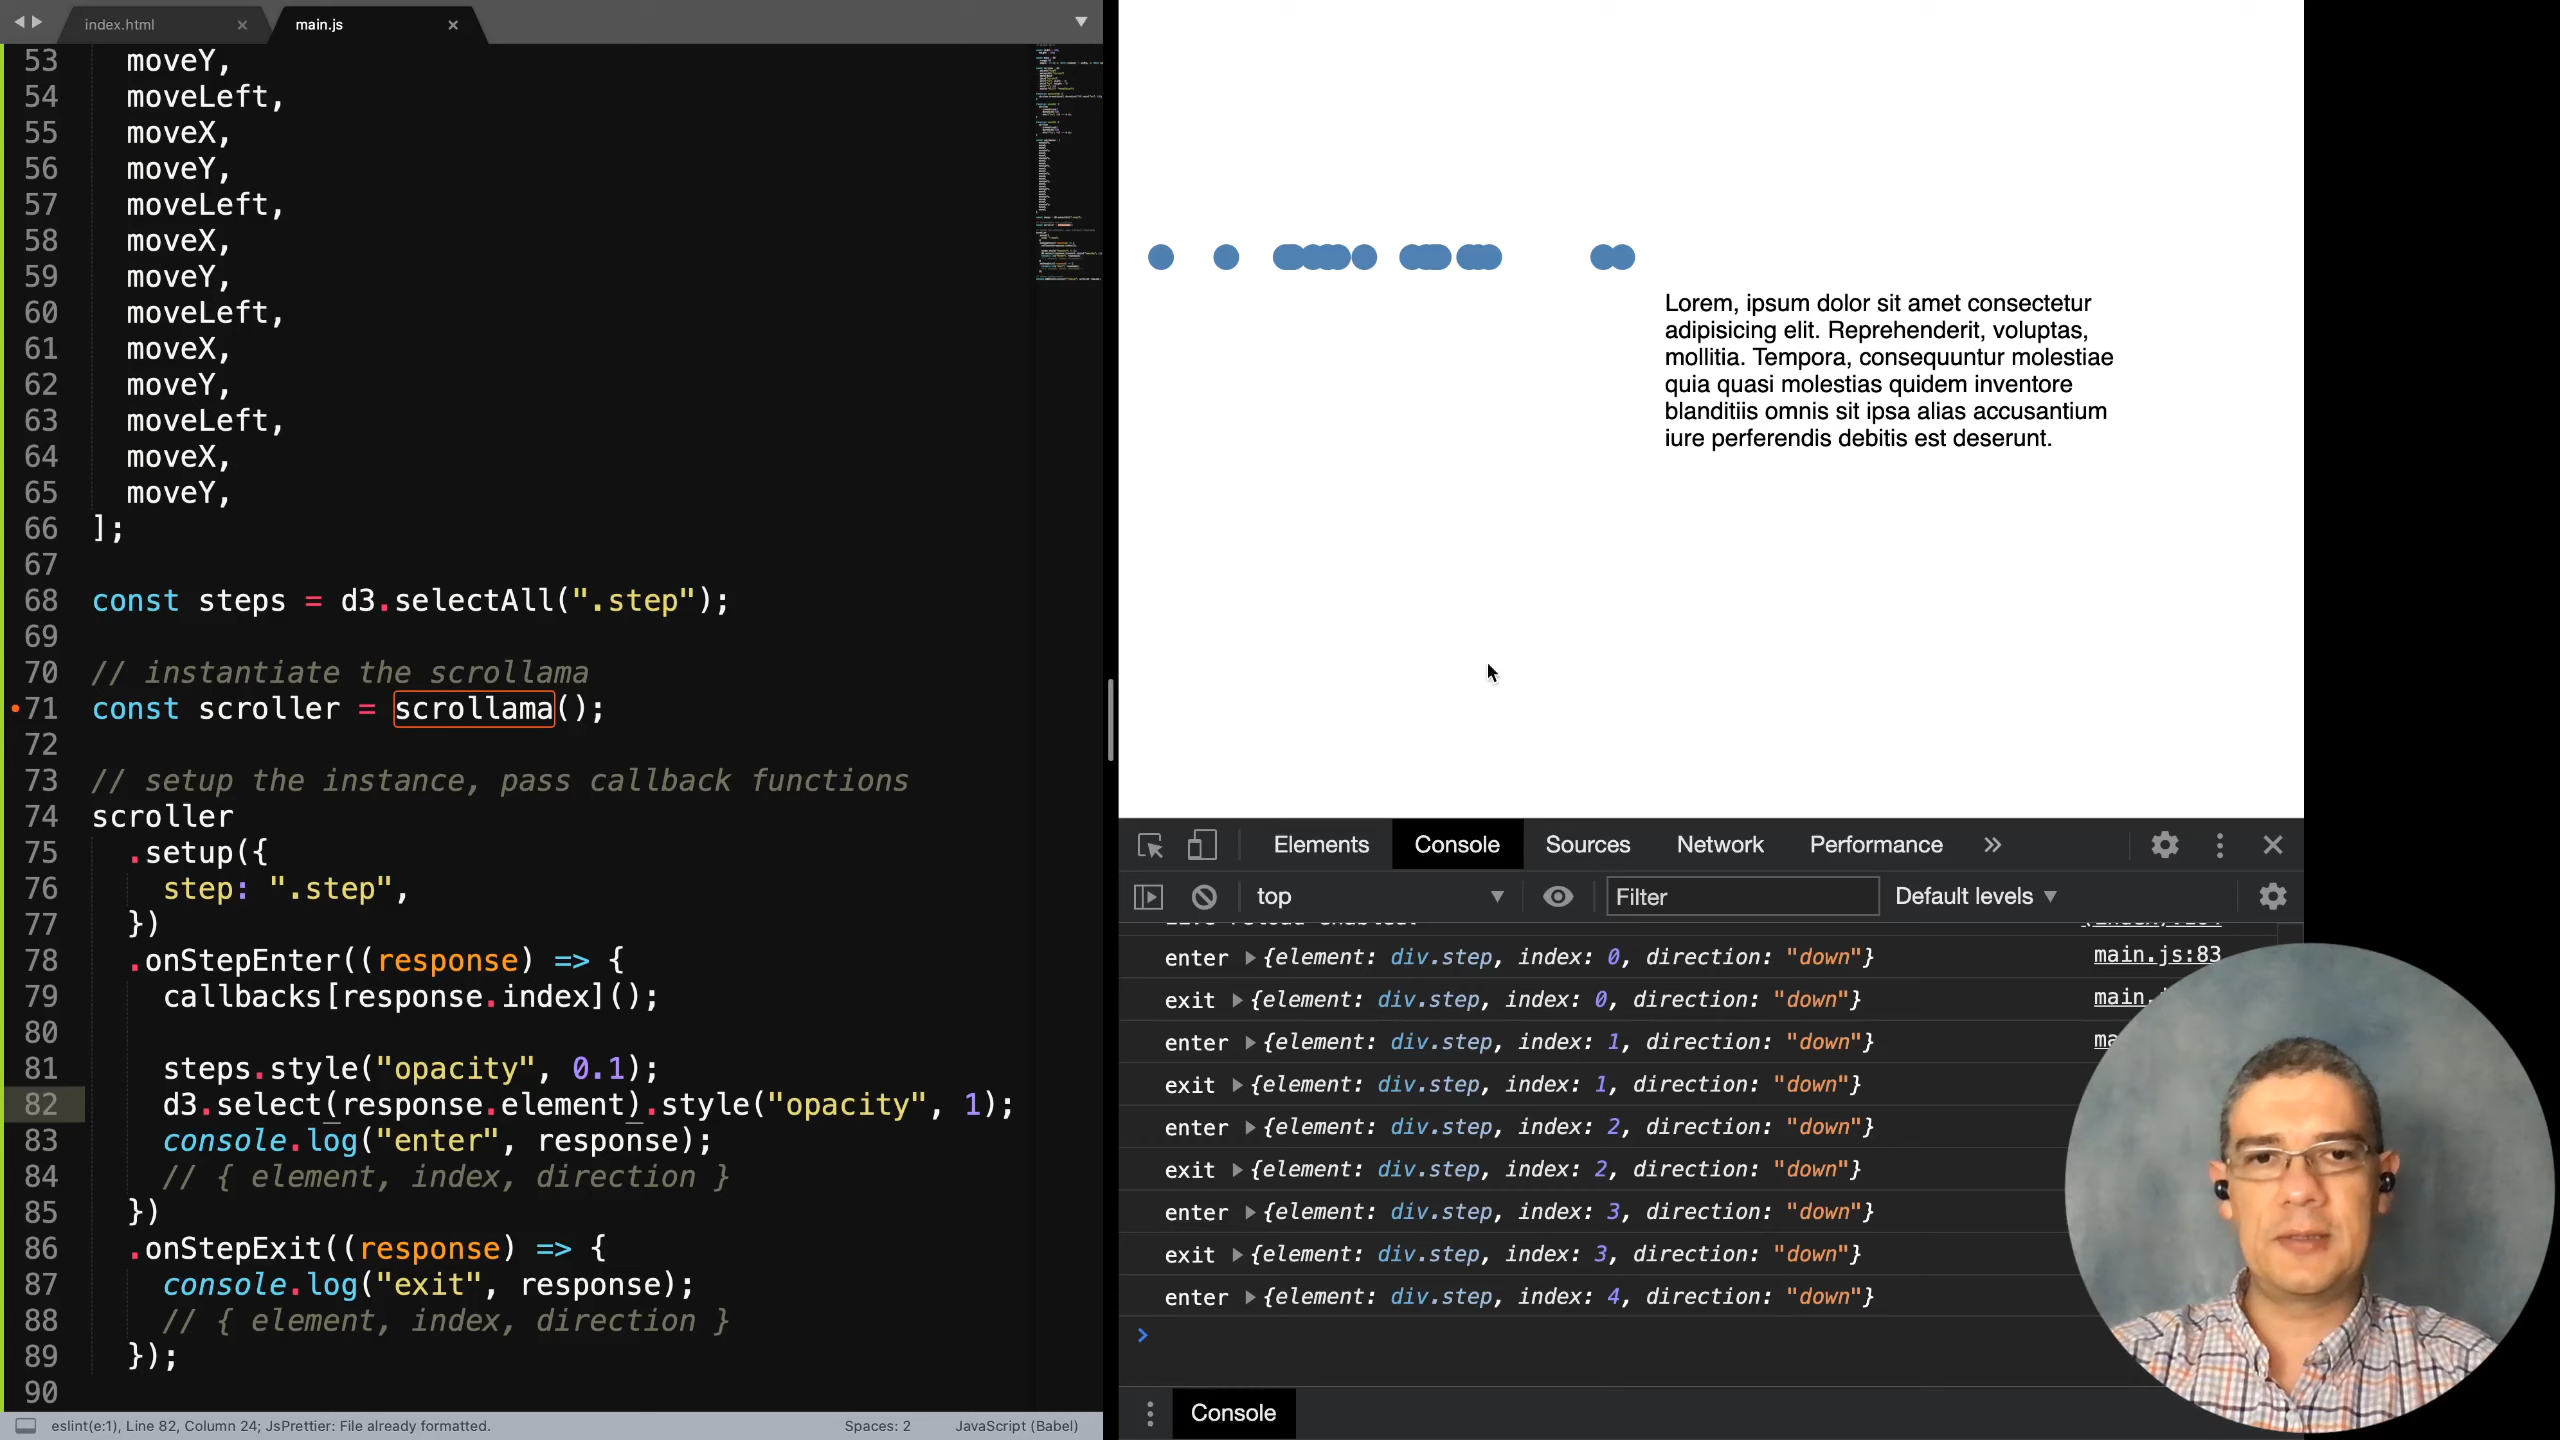 index.html
main.js
53 moveY,
54 moveLeft,
55 moveX,
56 moveY,
57 moveLeft,
58 moveX,
59 moveY,
60 moveLeft,
61 moveX,
62 moveY,
63 moveLeft,
64 moveX,
65 moveY,
66 ];
67
68 const steps = d3.selectAll(".step");
69
70 // instantiate the scrollama
71 const scroller = scrollama();
72
73 // setup the instance, pass callback functions
74 scroller
75 .setup({
76 step: ".step",
77 })
78 .onStepEnter((response) => {
79 callbacks[response.index]();
80
81 steps.style("opacity", 0.1);
82 d3.select(response.element).style("opacity", 1);
83 console.log("enter", response);
84 // { element, index, direction }
85 })
86 .onStepExit((response) => {
87 console.log("exit", response);
88 // { element, index, direction }
89 });
90
eslint(e:1), Line 82, Column 24; JsPrettier: File already formatted.
Spaces: 2
JavaScript (Babel)
Lorem, ipsum dolor sit amet consectetur
adipisicing elit. Reprehenderit, voluptas,
mollitia. Tempora, consequuntur molestiae
quia quasi molestias quidem inventore
blanditiis omnis sit ipsa alias accusantium
iure perferendis debitis est deserunt.
Elements Console Sources Network Performance
top Filter Default levels
enter {element: div.step, index: 0, direction: "down"} main.js:83
exit {element: div.step, index: 0, direction: "down"} main.
enter {element: div.step, index: 1, direction: "down"} ma
exit {element: div.step, index: 1, direction: "down"}
enter {element: div.step, index: 2, direction: "down"}
exit {element: div.step, index: 2, direction: "down"}
enter {element: div.step, index: 3, direction: "down"}
exit {element: div.step, index: 3, direction: "down"}
enter {element: div.step, index: 4, direction: "down"}
Console